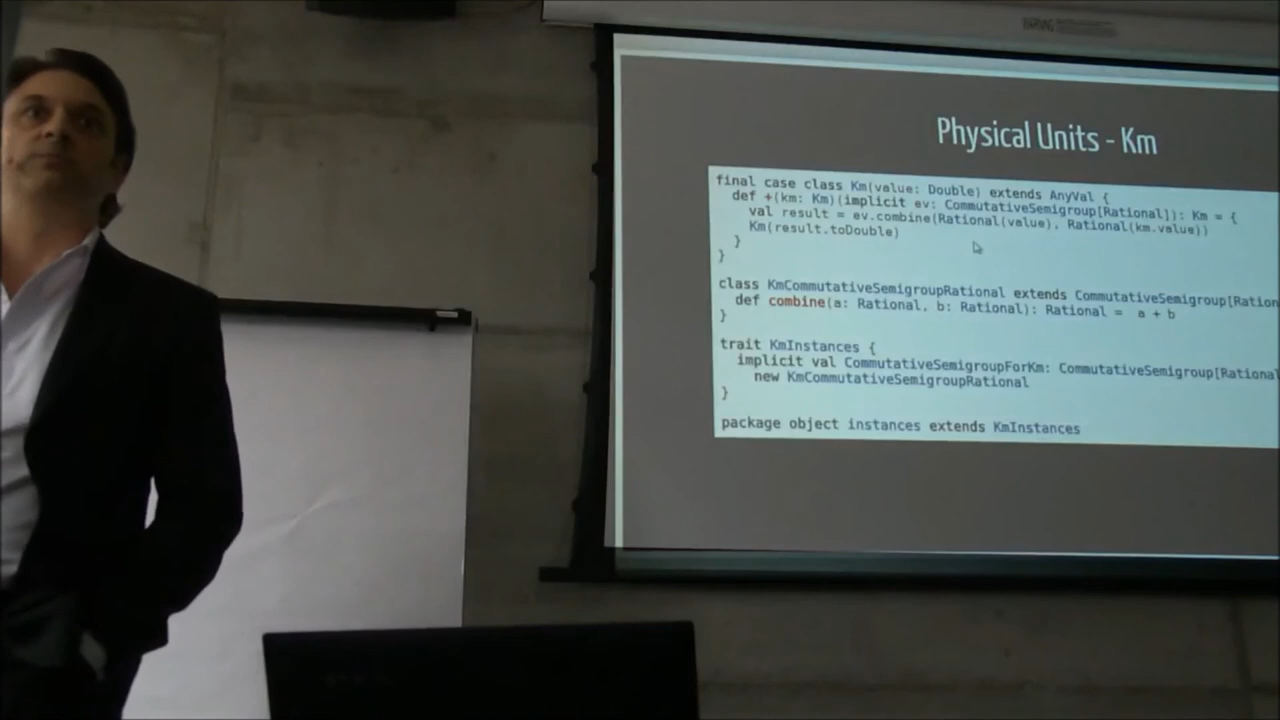 WARNING
Physical Units - Km
final case class Km(value: Double) extends AnyVal {
def +(km: Km)(implicit ev: CommutativeSemigroup[Rational]): Km = {
val result = ev.combine(Rational(value), Rational(km.value))
Km(result.toDouble)
}
}
class KmCommutativeSemigroupRational extends CommutativeSemigroup[Ration
def combine(a: Rational, b: Rational): Rational = a + b
}
trait KmInstances {
implicit val CommutativeSemigroupForKm: CommutativeSemigroup[Rational
new KmCommutativeSemigroupRational
}
package object instances extends KmInstances